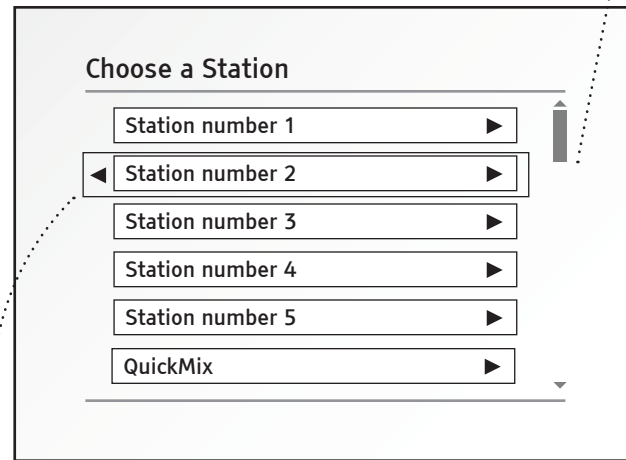 Choose a Station
Station number 1
Station number 2
Station number 3
Station number 4
Station number 5
QuickMix